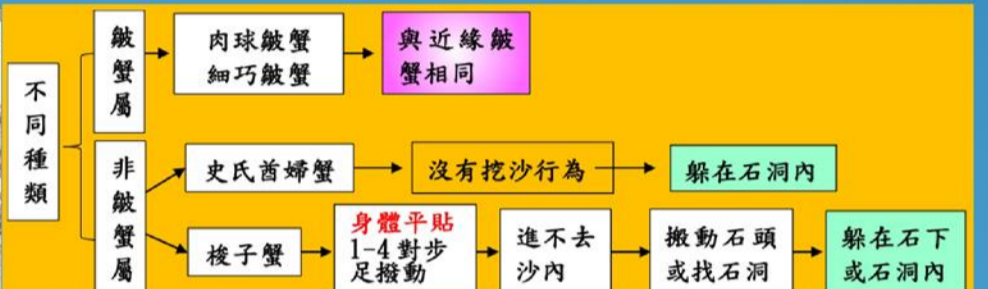 不同種類
皺蟹屬
肉球皺蟹
細巧皺蟹
與近緣皺
蟹相同
非皺蟹屬
史氏酋婦蟹
沒有挖沙行為
躲在石洞內
梭子蟹
身體平貼
1-4對步
足撥動
進不去
沙內
搬動石頭
或找石洞
躲在石下
或石洞內